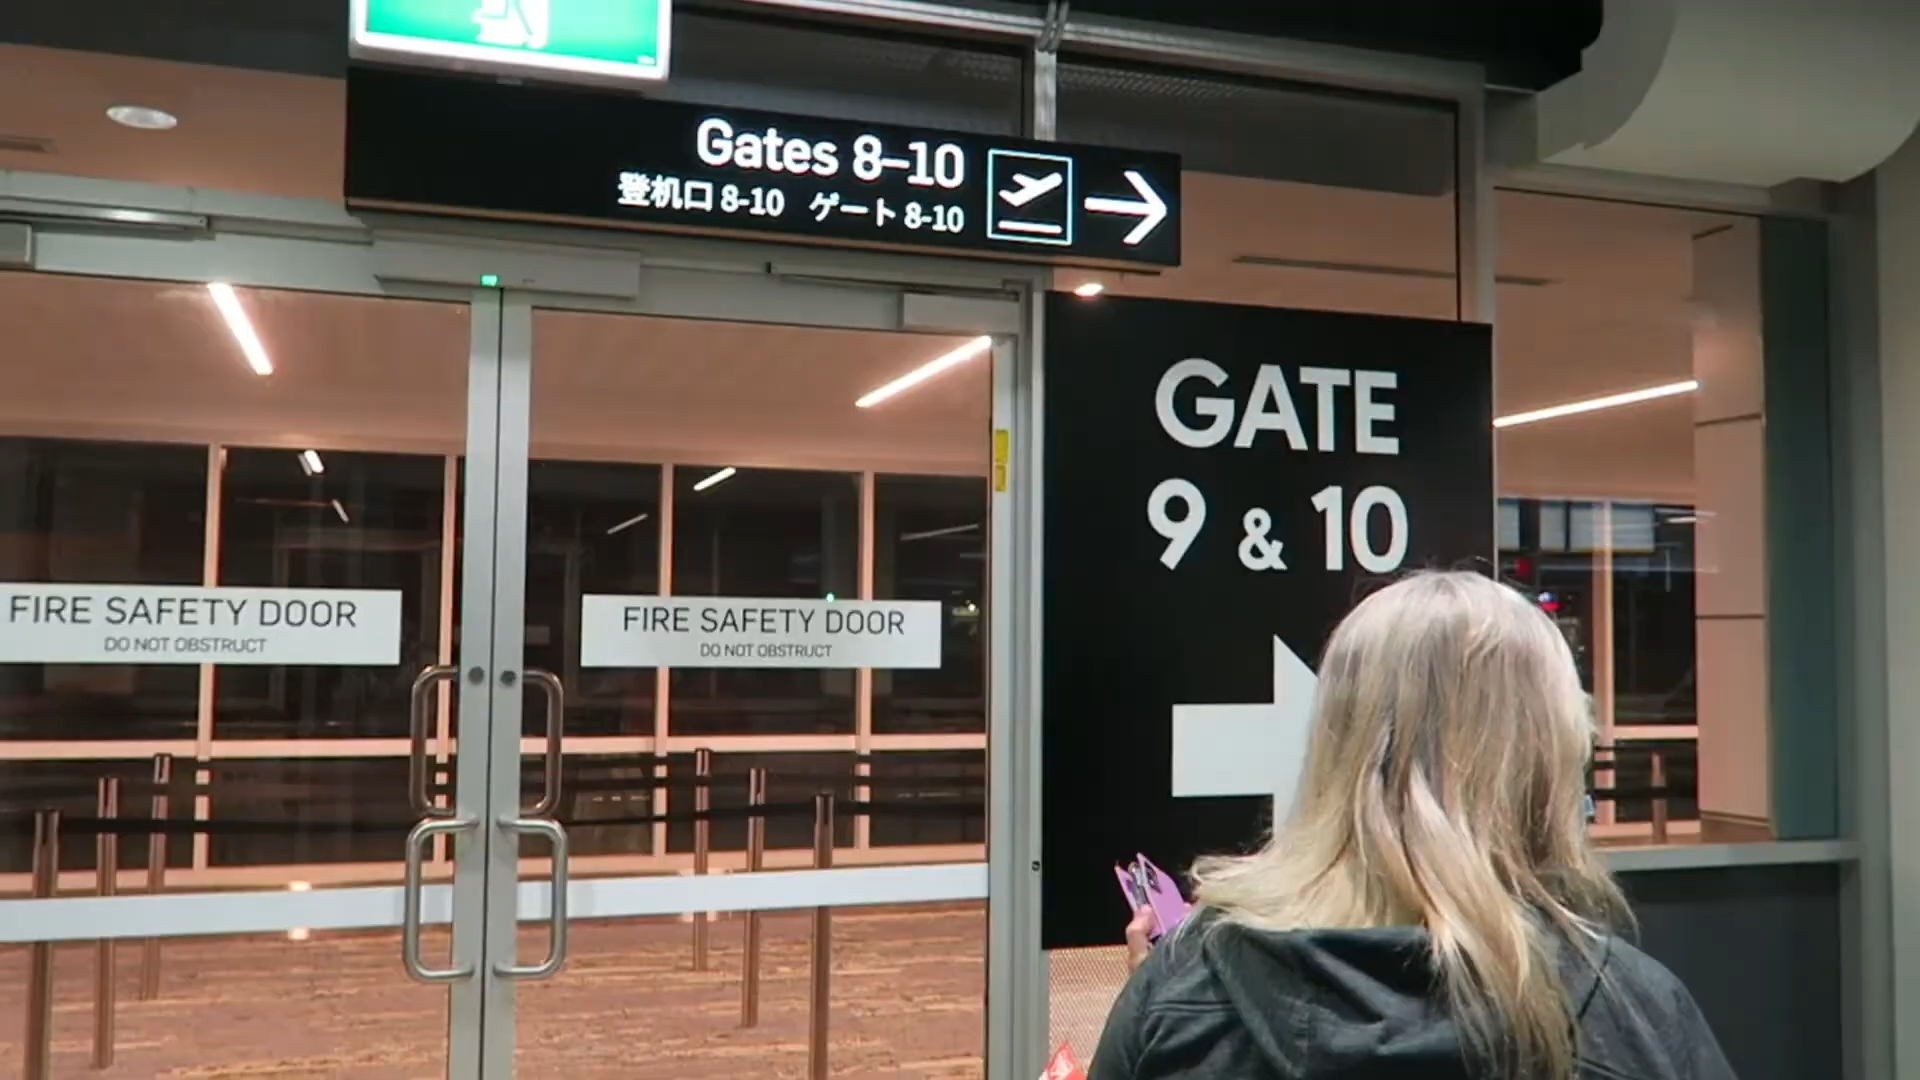 Gates 8–10
登机口 8-10 ゲート 8-10
GATE
9 & 10
FIRE SAFETY DOOR
DO NOT OBSTRUCT
FIRE SAFETY DOOR
DO NOT OBSTRUCT